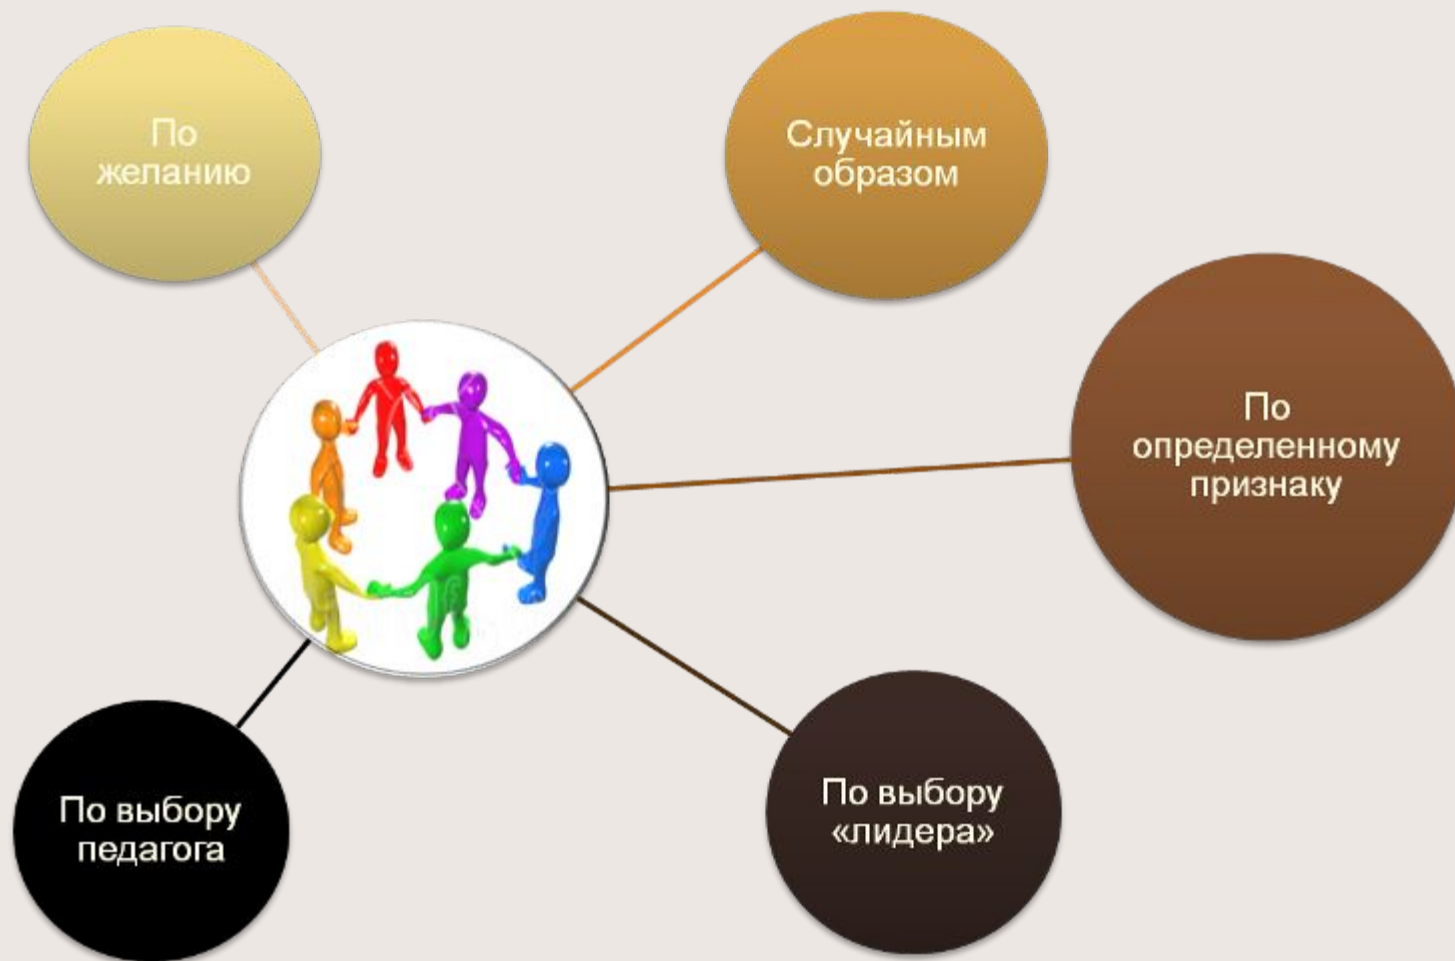 По
желанию
Случайным
образом
По
определенному
признаку
По выбору
«лидера»
По выбору
педагога